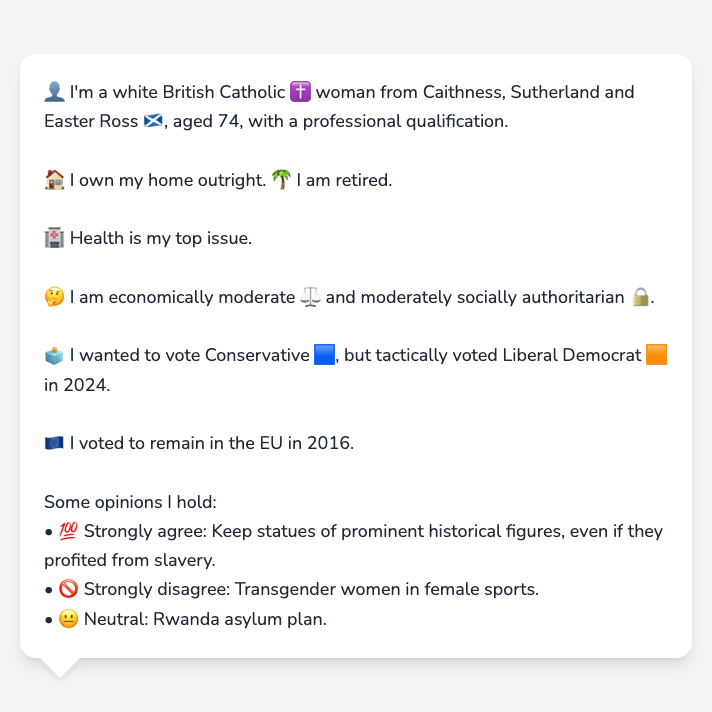 👤 I'm a white British Catholic ✝️ woman from Caithness, Sutherland and
Easter Ross 🏴󠁧󠁢󠁳󠁣󠁴󠁿, aged 74, with a professional qualification.
🏠 I own my home outright. 🌴 I am retired.
🏥 Health is my top issue.
🤔 I am economically moderate ⚖️ and moderately socially authoritarian 🔒.
🗳️ I wanted to vote Conservative 🟦, but tactically voted Liberal Democrat 🟧
in 2024.
🇪🇺 I voted to remain in the EU in 2016.
Some opinions I hold:
• 💯 Strongly agree: Keep statues of prominent historical figures, even if they
profited from slavery.
• 🚫 Strongly disagree: Transgender women in female sports.
• 😐 Neutral: Rwanda asylum plan.